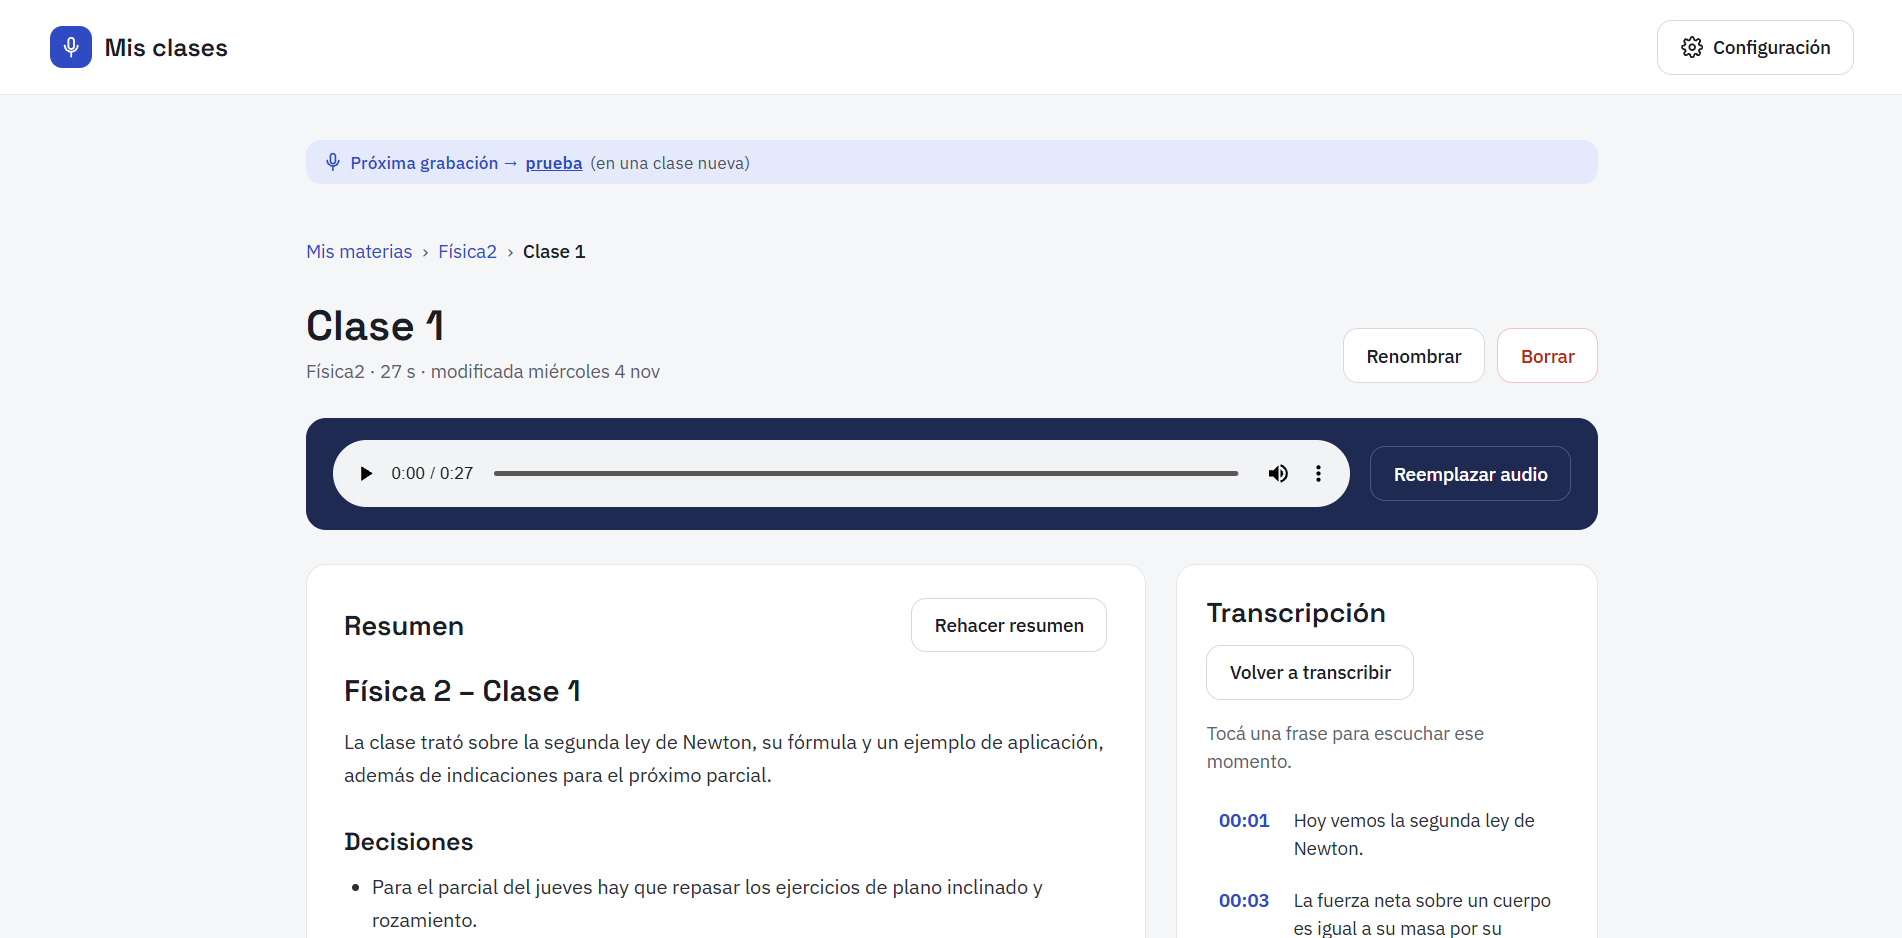 Mis clases
Configuración
Próxima grabación → prueba (en una clase nueva)
Mis materias › Física2 › Clase 1
Clase 1
Física2 · 27 s · modificada miércoles 4 nov
Renombrar
Borrar
0:00 / 0:27
Reemplazar audio
Resumen
Rehacer resumen
Física 2 – Clase 1
La clase trató sobre la segunda ley de Newton, su fórmula y un ejemplo de aplicación,
además de indicaciones para el próximo parcial.
Decisiones
• Para el parcial del jueves hay que repasar los ejercicios de plano inclinado y
rozamiento.
Transcripción
Volver a transcribir
Tocá una frase para escuchar ese
momento.
00:01 Hoy vemos la segunda ley de
Newton.
00:03 La fuerza neta sobre un cuerpo
es igual a su masa por su